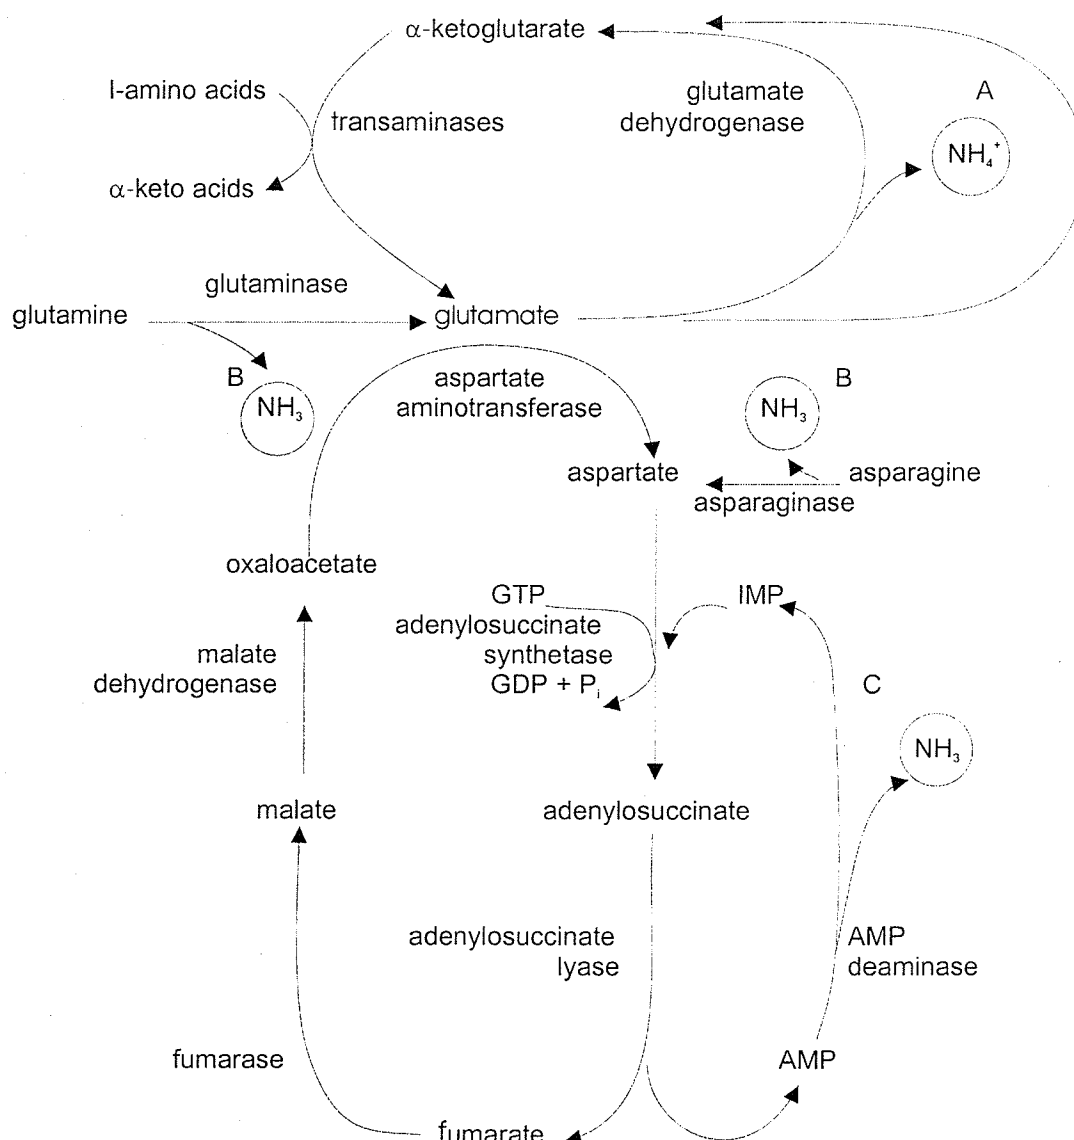 α-ketoglutarate
l-amino acids
glutamate
dehydrogenase
A
transaminases
NH₄⁺
α-keto acids
glutaminase
glutamine
glutamate
B
NH₃
aspartate
aminotransferase
B
NH₃
aspartate
asparagine
asparaginase
oxaloacetate
GTP
IMP
adenylosuccinate
synthetase
GDP + Pᵢ
malate
dehydrogenase
C
NH₃
malate
adenylosuccinate
adenylosuccinate
lyase
AMP
deaminase
fumarase
AMP
fumarate